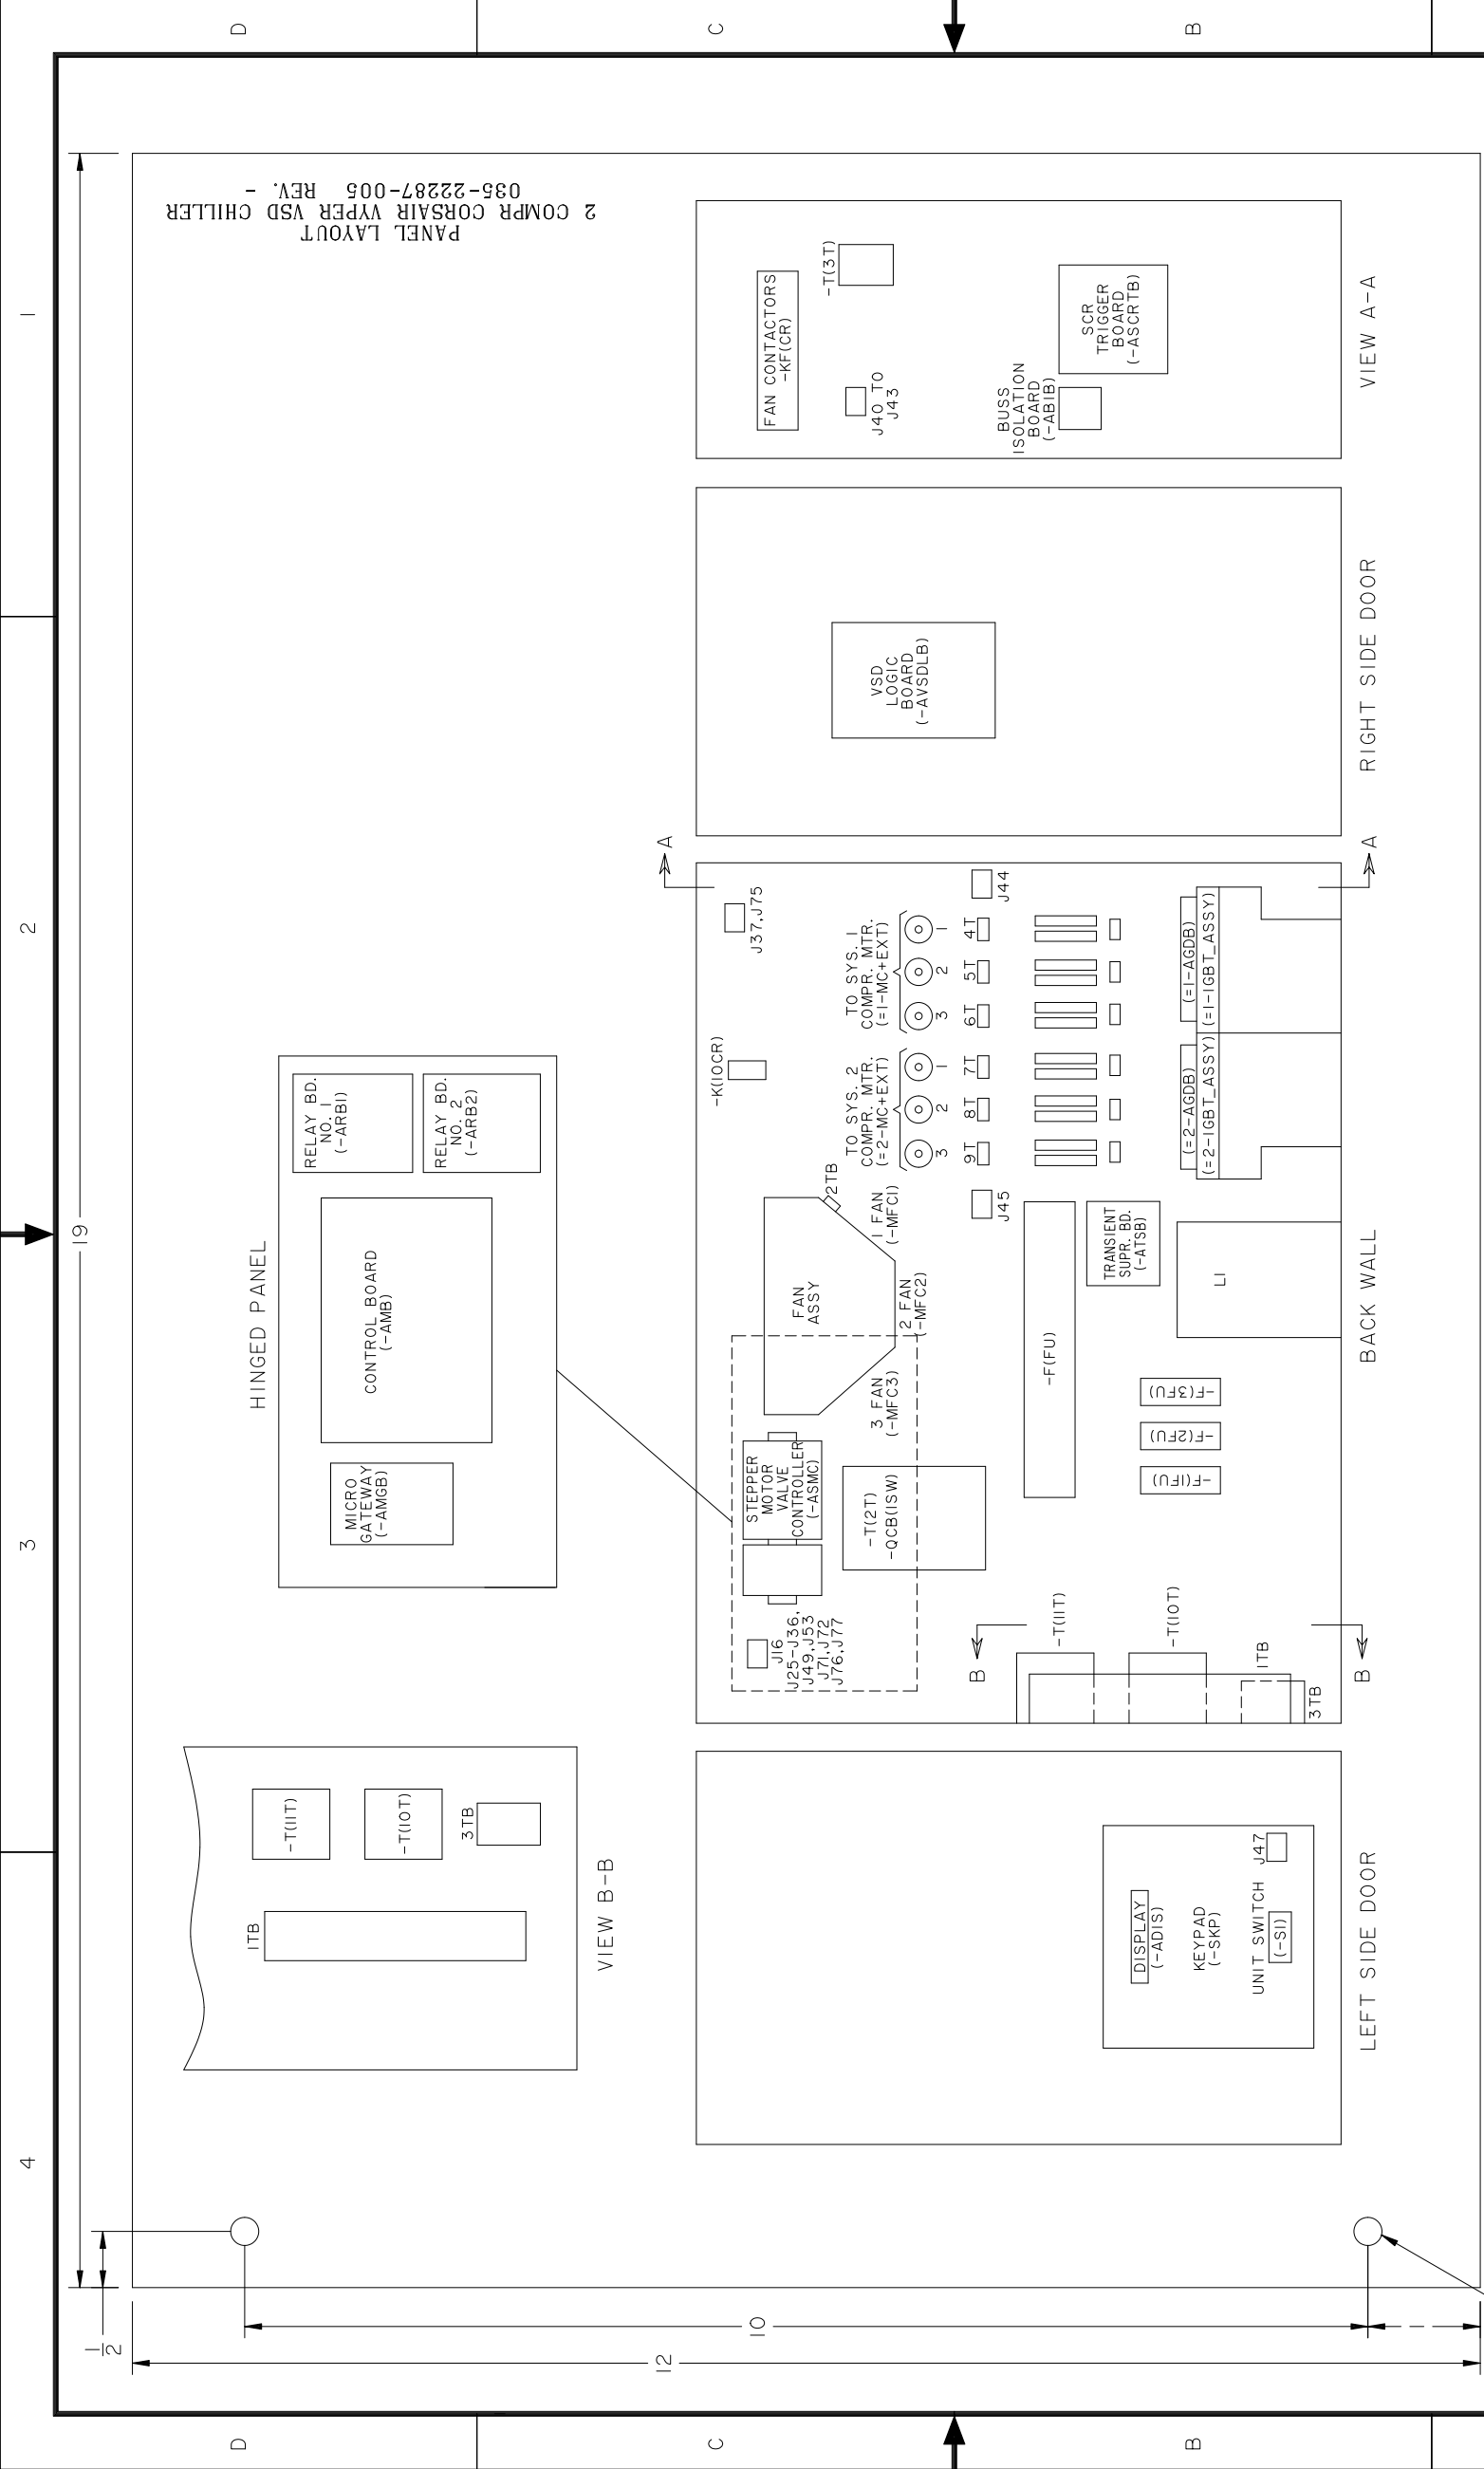 PANEL LAYOUT
2 COMPR CORSAIR VYPER VSD CHILLER
035-22287-005 REV. -
D
C
B
D
C
B
1
2
3
4
19
1/2
10
12
HINGED PANEL
MICRO
GATEWAY
(-AMGB)
CONTROL BOARD
(-AMB)
RELAY BD.
NO. 1
(-ARB1)
RELAY BD.
NO. 2
(-ARB2)
1TB
-T(11T)
-T(10T)
3TB
VIEW B-B
DISPLAY
(-ADIS)
KEYPAD
(-SKP)
UNIT SWITCH
(-S1)
J47
LEFT SIDE DOOR
J16
J25-J36,
J49,J53
J71,J72
J76,J77
STEPPER
MOTOR
VALVE
CONTROLLER
(-ASMC)
FAN
ASSY
2TB
1 FAN
(-MFC1)
2 FAN
(-MFC2)
3 FAN
(-MFC3)
-T(2T)
-QCB(1SW)
-K(10CR)
J37,J75
TO SYS. 2
COMPR. MTR.
(=2-MC+EXT)
TO SYS. 1
COMPR. MTR.
(=1-MC+EXT)
3
2
1
3
2
1
9T
8T
7T
6T
5T
4T
J45
J44
-F(FU)
TRANSIENT
SUPR. BD.
(-ATSB)
L1
-F(1FU)
-F(2FU)
-F(3FU)
(=2-AGDB)
(=2-IGBT_ASSY)
(=1-AGDB)
(=1-IGBT_ASSY)
B
B
-T(11T)
-T(10T)
1TB
3TB
A
A
BACK WALL
VSD
LOGIC
BOARD
(-AVSDLB)
RIGHT SIDE DOOR
FAN CONTACTORS
-KF(CR)
-T(3T)
J40 TO
J43
BUSS
ISOLATION
BOARD
(-ABIB)
SCR
TRIGGER
BOARD
(-ASCRTB)
VIEW A-A